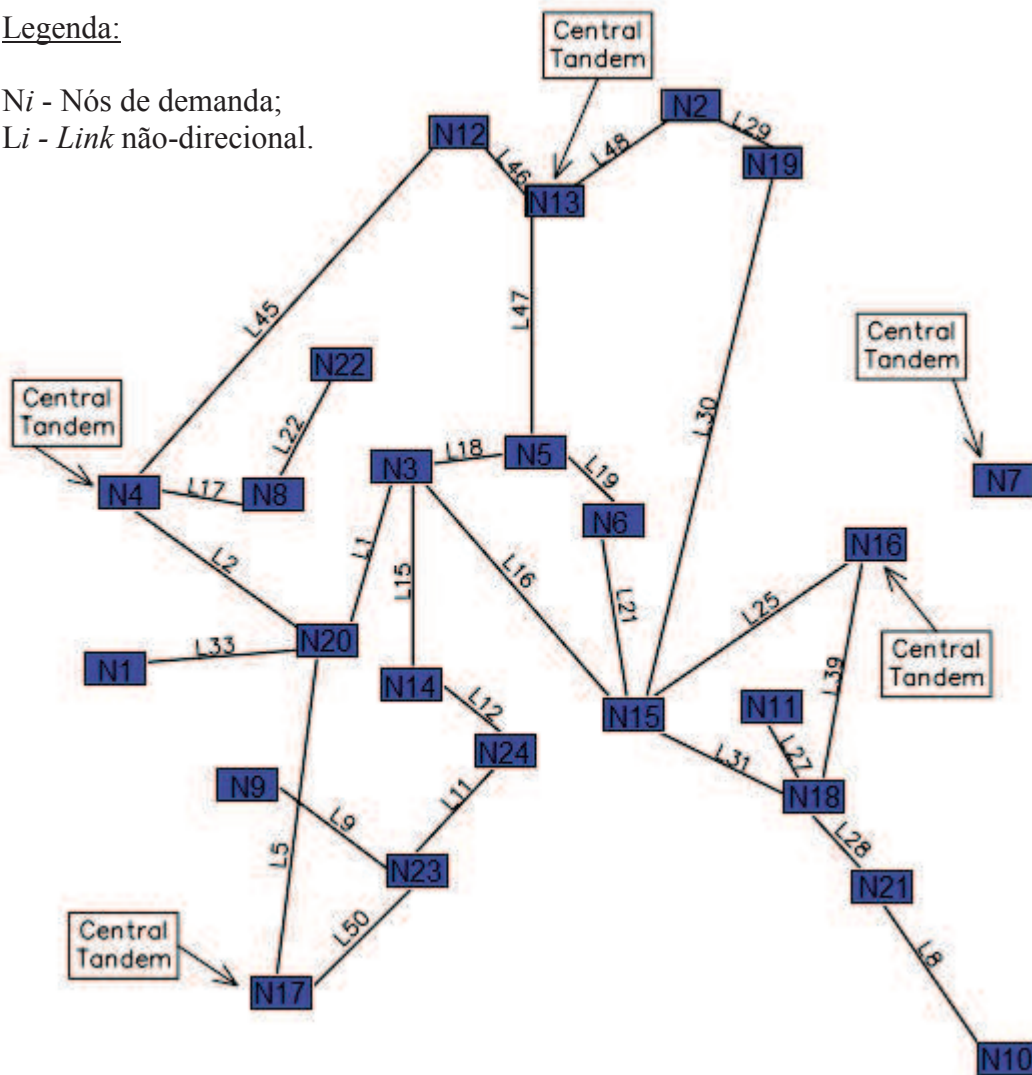 Legenda:
Ni - Nós de demanda;
Li - Link não-direcional.
Central
Tandem
N2
N12
L29
L48
L46
N19
N13
L47
L45
Central
Tandem
N22
Central
Tandem
L30
L22
L18
N5
N3
L19
N7
N4
L17
N8
N6
N16
L2
L1
L15
L16
L21
L25
N20
L33
N1
Central
Tandem
L39
N14
N11
N15
L12
N24
L31
L27
N9
N18
L11
L9
L5
L28
N23
N21
L50
Central
Tandem
L8
N17
N10